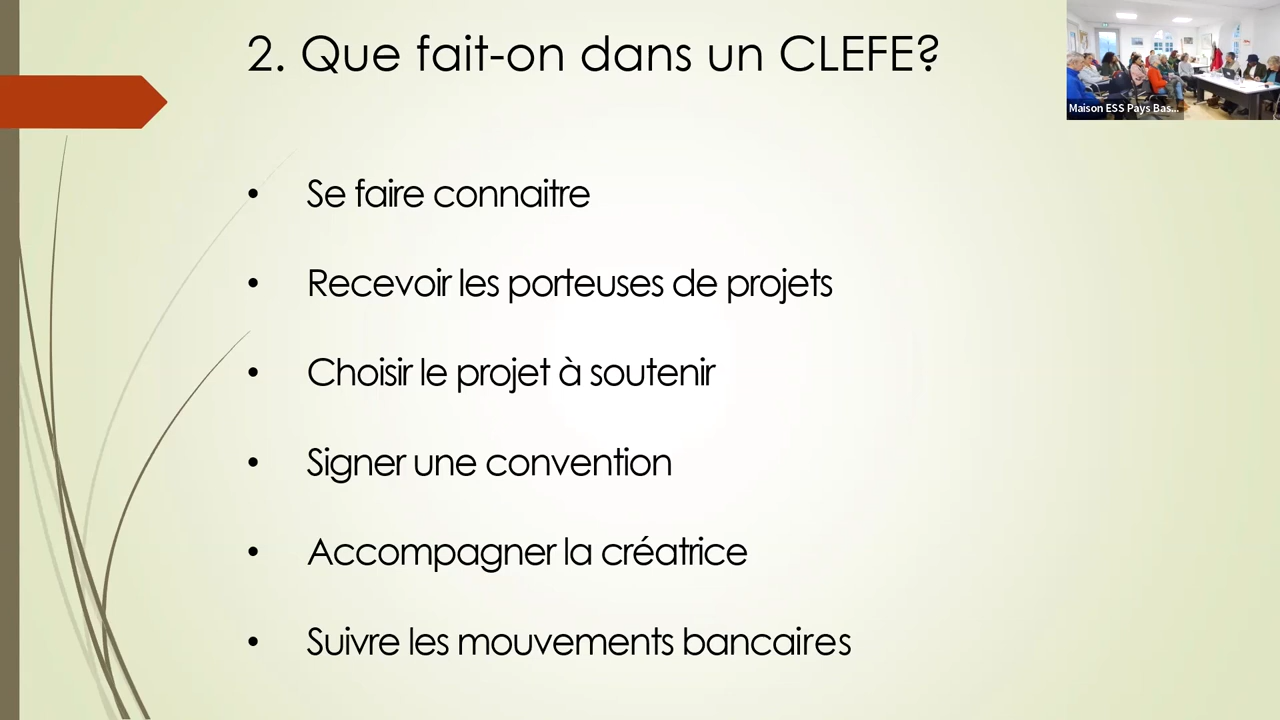 2. Que fait-on dans un CLEFE?
Maison ESS Pays Bas...
• Se faire connaitre
• Recevoir les porteuses de projets
• Choisir le projet à soutenir
• Signer une convention
• Accompagner la créatrice
• Suivre les mouvements bancaires